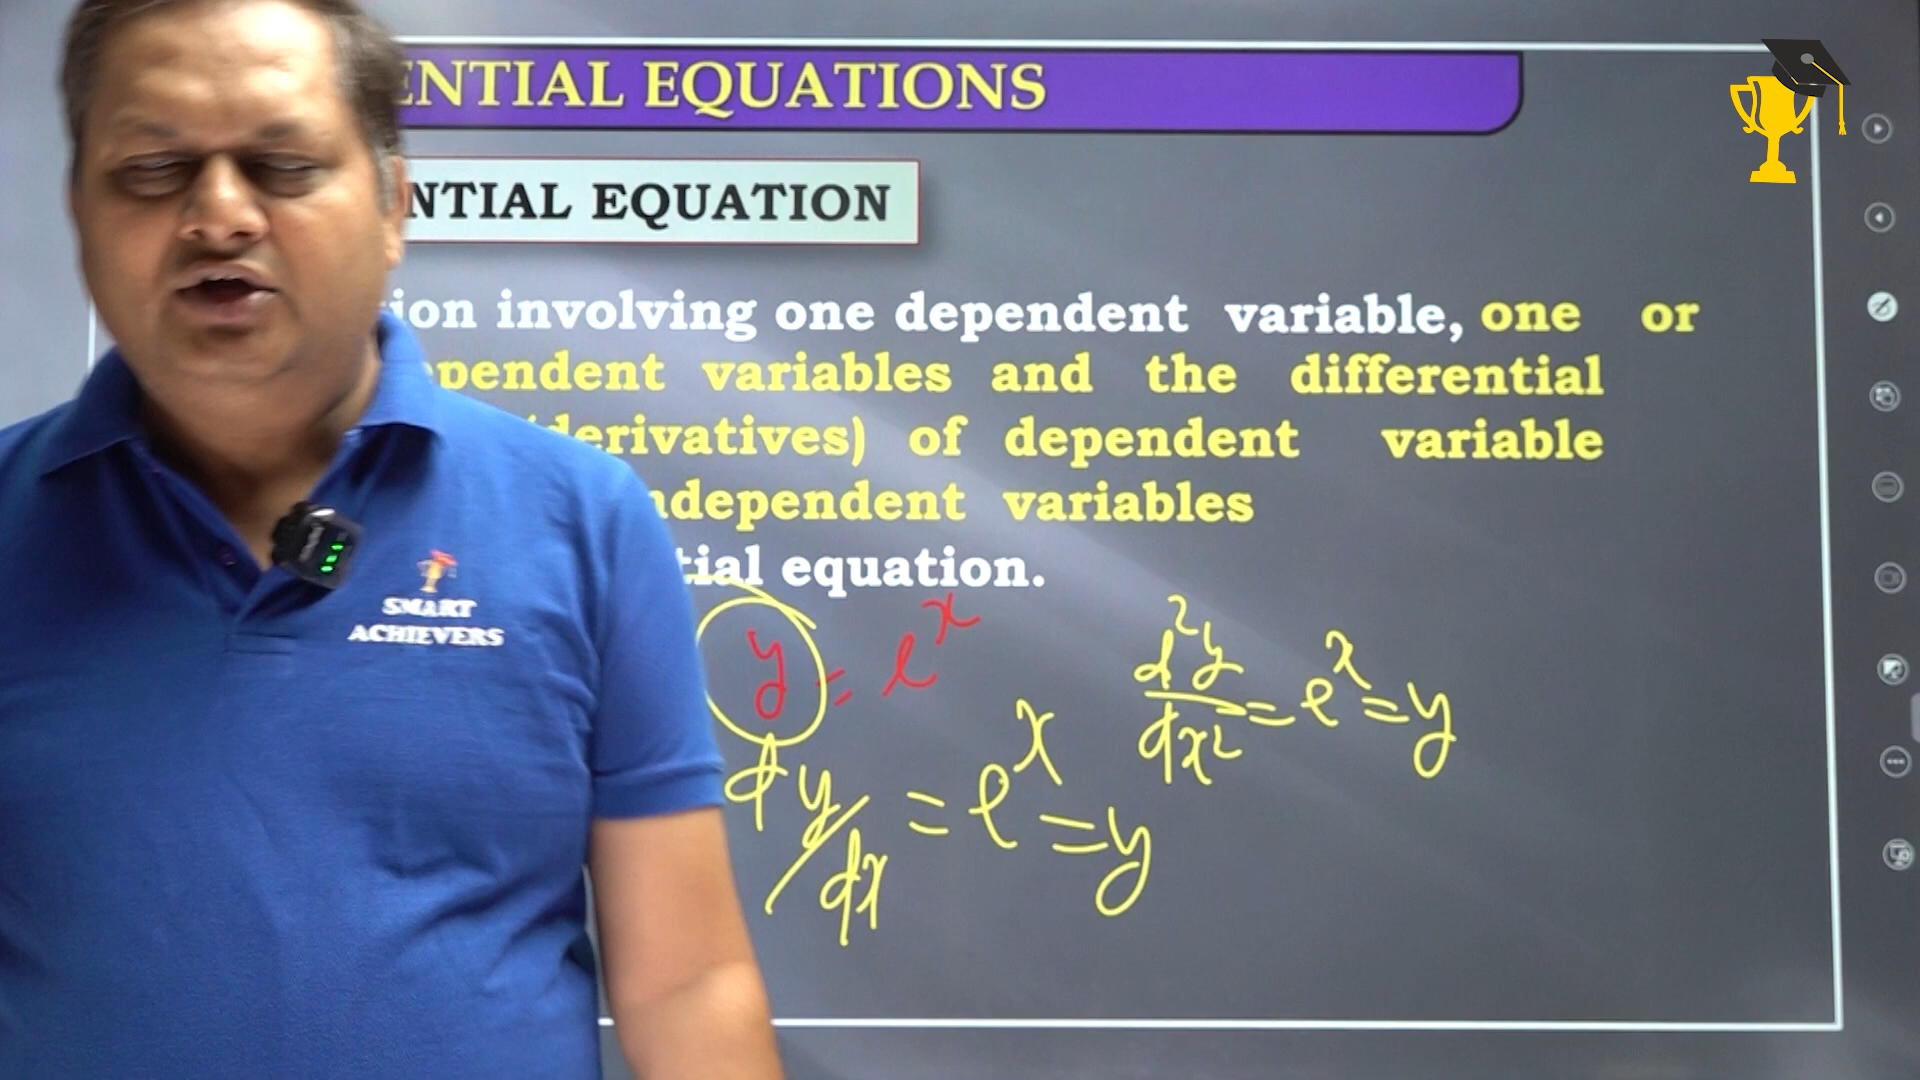 ENTIAL EQUATIONS
NTIAL EQUATION
ion involving one dependent variable, one or
pendent variables and the differential
(derivatives) of dependent variable
ndependent variables
tial equation.
y = e^x
d²y/dx² = e^x = y
dy/dx = e^x = y
SMART
ACHIEVERS